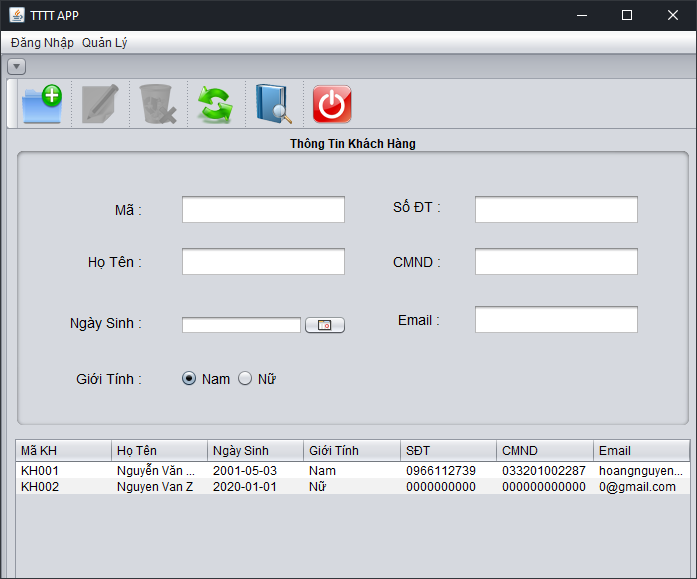 TTTT APP
Đăng Nhập Quản Lý
Thông Tin Khách Hàng
Mã :
Số ĐT :
Họ Tên :
CMND :
Ngày Sinh :
Email :
Giới Tính :
Nam Nữ
Mã KH Họ Tên Ngày Sinh Giới Tính SĐT CMND Email
KH001 Nguyễn Văn ... 2001-05-03 Nam 0966112739 033201002287 hoangnguyen...
KH002 Nguyen Van Z 2020-01-01 Nữ 0000000000 000000000000 0@gmail.com